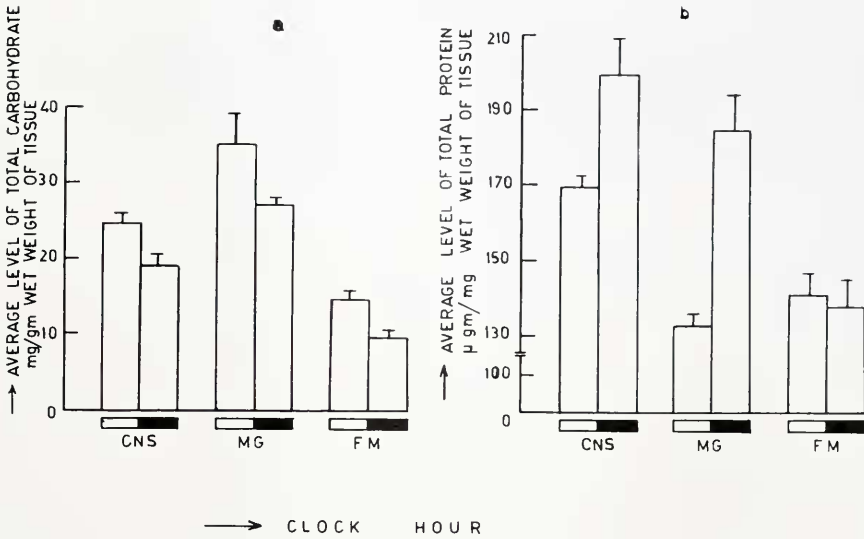 a
→ AVERAGE LEVEL OF TOTAL CARBOHYDRATE
mg/gm WET WEIGHT OF TISSUE
40
30
20
10
0
CNS MG FM
b
→ AVERAGE LEVEL OF TOTAL PROTEIN
μ gm/mg WET WEIGHT OF TISSUE
210
190
170
150
130
100
0
CNS MG FM
→ CLOCK HOUR